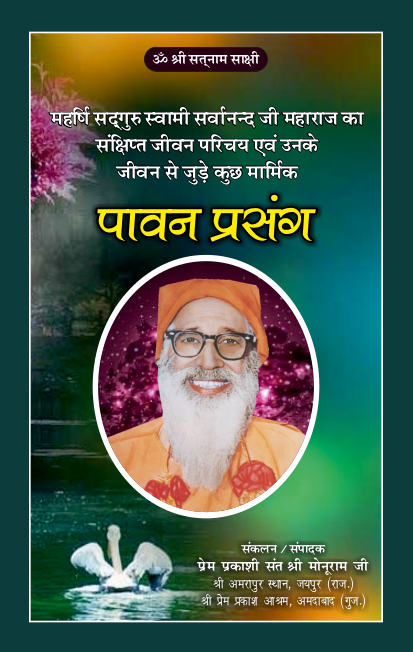 ॐ श्री सत्‌नाम साक्षी
महर्षि सद्‌गुरु स्वामी सर्वानन्द जी महाराज का
संक्षिप्त जीवन परिचय एवं उनके
जीवन से जुड़े कुछ मार्मिक
पावन प्रसंग
संकलन / संपादक
प्रेम प्रकाशी संत श्री मोनूराम जी
श्री अमरापुर स्थान, जयपुर (राज.)
श्री प्रेम प्रकाश आश्रम, अमदाबाद (गुज.)